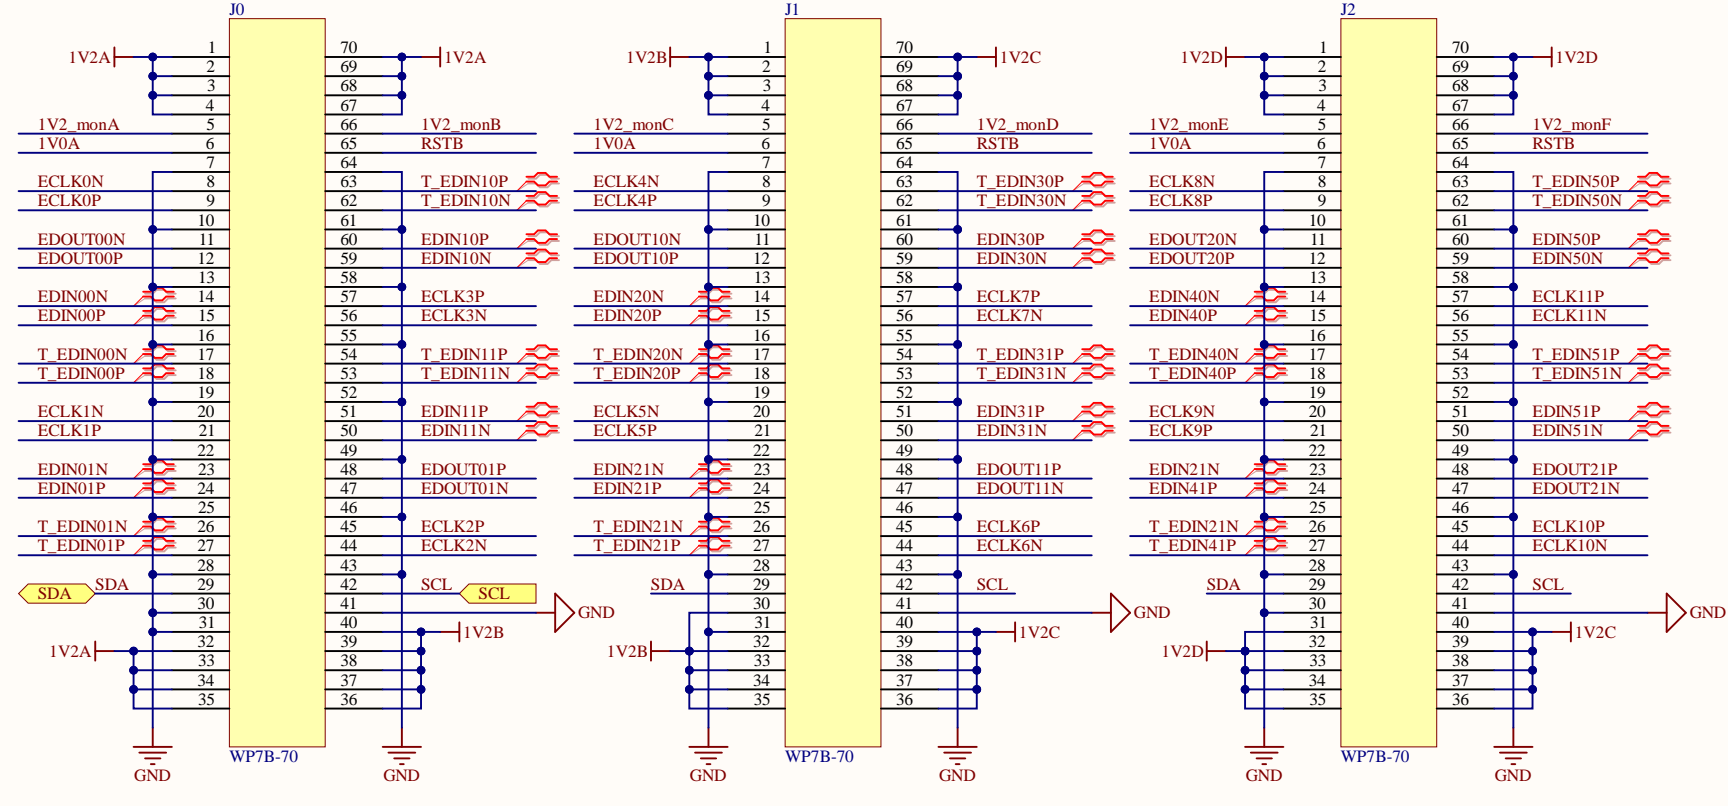 J0
1V2A 1 70 1V2A
2 69
3 68
4 67
1V2_monA 5 66 1V2_monB
1V0A 6 65 RSTB
7 64
ECLK0N 8 63 T_EDIN10P
ECLK0P 9 62 T_EDIN10N
10 61
EDOUT00N 11 60 EDIN10P
EDOUT00P 12 59 EDIN10N
13 58
EDIN00N 14 57 ECLK3P
EDIN00P 15 56 ECLK3N
16 55
T_EDIN00N 17 54 T_EDIN11P
T_EDIN00P 18 53 T_EDIN11N
19 52
ECLK1N 20 51 EDIN11P
ECLK1P 21 50 EDIN11N
22 49
EDIN01N 23 48 EDOUT01P
EDIN01P 24 47 EDOUT01N
25 46
T_EDIN01N 26 45 ECLK2P
T_EDIN01P 27 44 ECLK2N
28 43
SDA SDA 29 42 SCL SCL
30 41 GND
31 40 1V2B
1V2A 32 39
33 38
34 37
35 36
WP7B-70
GND GND
J1
1V2B 1 70 1V2C
2 69
3 68
4 67
1V2_monC 5 66 1V2_monD
1V0A 6 65 RSTB
7 64
ECLK4N 8 63 T_EDIN30P
ECLK4P 9 62 T_EDIN30N
10 61
EDOUT10N 11 60 EDIN30P
EDOUT10P 12 59 EDIN30N
13 58
EDIN20N 14 57 ECLK7P
EDIN20P 15 56 ECLK7N
16 55
T_EDIN20N 17 54 T_EDIN31P
T_EDIN20P 18 53 T_EDIN31N
19 52
ECLK5N 20 51 EDIN31P
ECLK5P 21 50 EDIN31N
22 49
EDIN21N 23 48 EDOUT11P
EDIN21P 24 47 EDOUT11N
25 46
T_EDIN21N 26 45 ECLK6P
T_EDIN21P 27 44 ECLK6N
28 43
SDA 29 42 SCL
30 41 GND
31 40 1V2C
1V2B 32 39
33 38
34 37
35 36
WP7B-70
GND GND
J2
1V2D 1 70 1V2D
2 69
3 68
4 67
1V2_monE 5 66 1V2_monF
1V0A 6 65 RSTB
7 64
ECLK8N 8 63 T_EDIN50P
ECLK8P 9 62 T_EDIN50N
10 61
EDOUT20N 11 60 EDIN50P
EDOUT20P 12 59 EDIN50N
13 58
EDIN40N 14 57 ECLK11P
EDIN40P 15 56 ECLK11N
16 55
T_EDIN40N 17 54 T_EDIN51P
T_EDIN40P 18 53 T_EDIN51N
19 52
ECLK9N 20 51 EDIN51P
ECLK9P 21 50 EDIN51N
22 49
EDIN21N 23 48 EDOUT21P
EDIN41P 24 47 EDOUT21N
25 46
T_EDIN21N 26 45 ECLK10P
T_EDIN41P 27 44 ECLK10N
28 43
SDA 29 42 SCL
30 41 GND
31 40 1V2C
1V2D 32 39
33 38
34 37
35 36
WP7B-70
GND GND